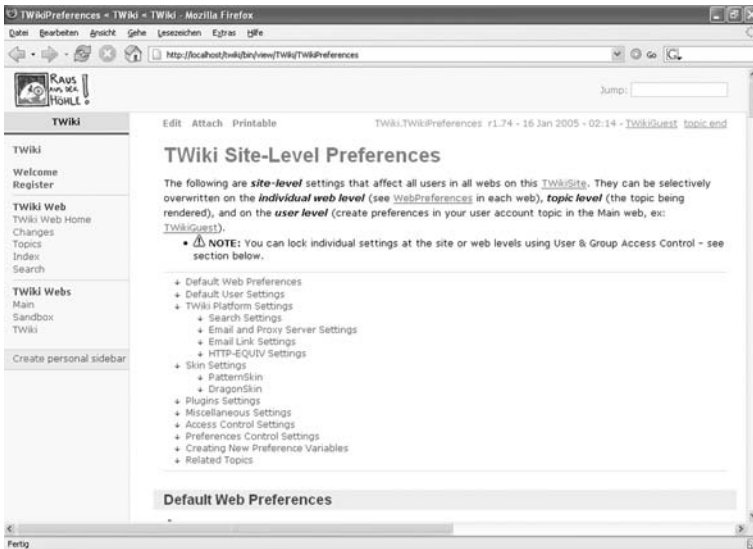 TWikiPreferences < TWiki < TWiki - Mozilla Firefox
Datei Bearbeiten Ansicht Gehe Lesezeichen Extras Hilfe
http://localhost/twiki/bin/view/TWiki/TWikiPreferences Go
RAUS
AUS DER
HÖHLE!
Jump:
TWiki
Edit Attach Printable
TWiki.TWikiPreferences r1.74 - 16 Jan 2005 - 02:14 - TWikiGuest topic end
TWiki
Welcome
Register
TWiki Web
TWiki Web Home
Changes
Topics
Index
Search
TWiki Webs
Main
Sandbox
TWiki
Create personal sidebar
TWiki Site-Level Preferences
The following are site-level settings that affect all users in all webs on this TWikiSite. They can be selectively
overwritten on the individual web level (see WebPreferences in each web), topic level (the topic being
rendered), and on the user level (create preferences in your user account topic in the Main web, ex:
TWikiGuest).
• NOTE: You can lock individual settings at the site or web levels using User & Group Access Control - see
section below.
↓ Default Web Preferences
↓ Default User Settings
↓ TWiki Platform Settings
↓ Search Settings
↓ Email and Proxy Server Settings
↓ Email Link Settings
↓ HTTP-EQUIV Settings
↓ Skin Settings
↓ PatternSkin
↓ DragonSkin
↓ Plugins Settings
↓ Miscellaneous Settings
↓ Access Control Settings
↓ Preferences Control Settings
↓ Creating New Preference Variables
↓ Related Topics
Default Web Preferences
Fertig